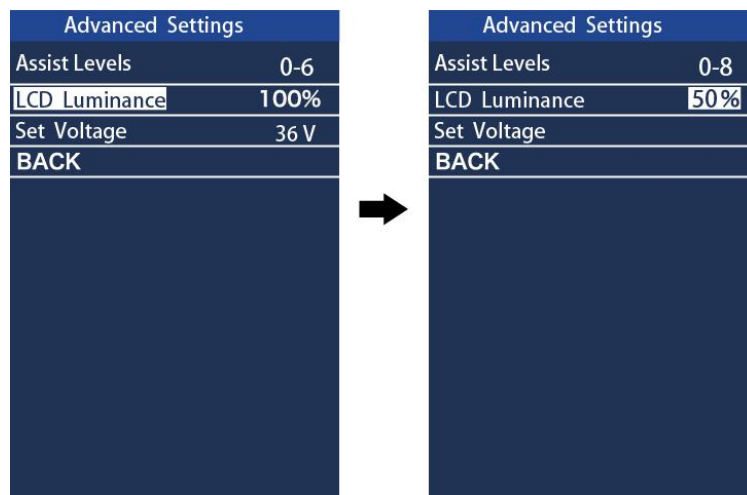 Advanced Settings
Assist Levels 0-6
LCD Luminance 100%
Set Voltage 36 V
BACK
Advanced Settings
Assist Levels 0-8
LCD Luminance 50%
Set Voltage
BACK